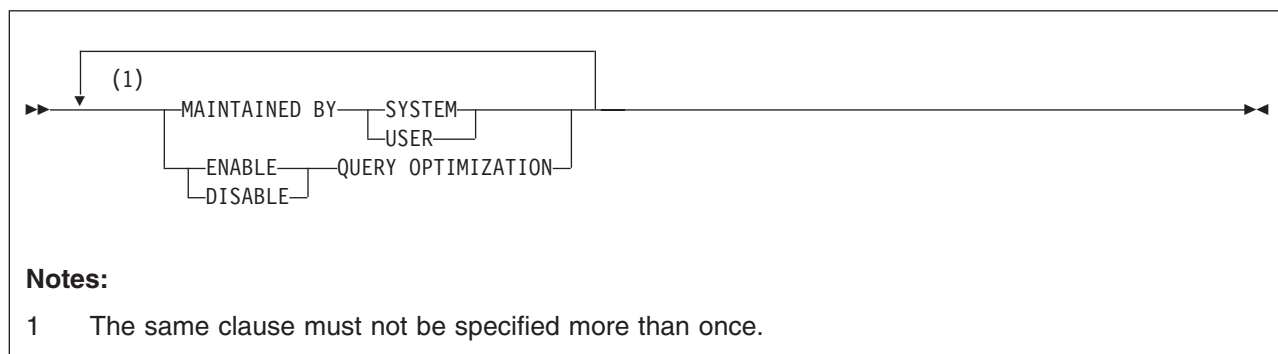 (1)
MAINTAINED BY SYSTEM
USER
ENABLE QUERY OPTIMIZATION
DISABLE
Notes:
1 The same clause must not be specified more than once.